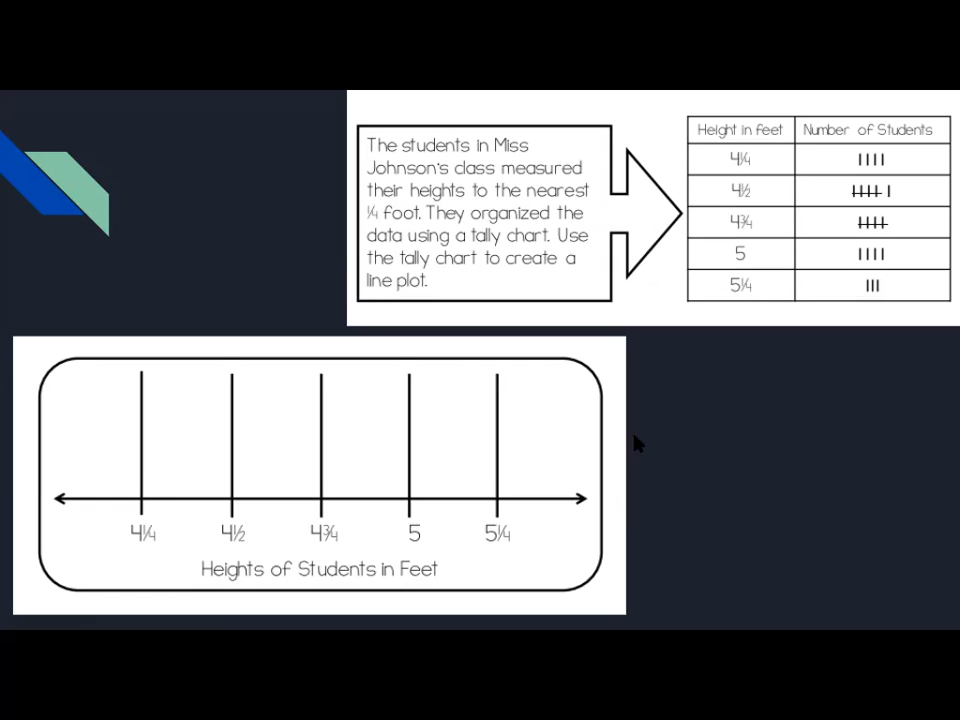 The students in Miss
Johnson's class measured
their heights to the nearest
¼ foot. They organized the
data using a tally chart. Use
the tally chart to create a
line plot.
Height in feet Number of Students
4¼
4½
4¾
5
5¼
4¼ 4½ 4¾ 5 5¼
Heights of Students in Feet